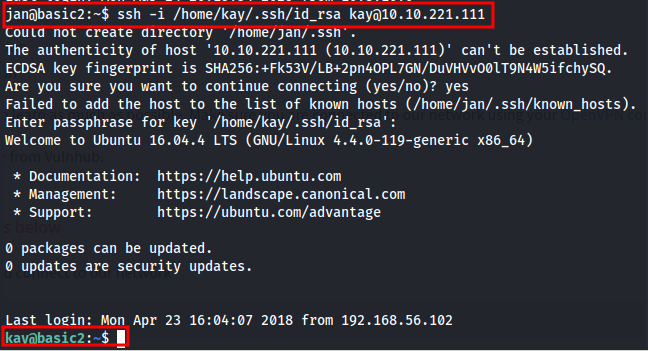 jan@basic2:~$ ssh -i /home/kay/.ssh/id_rsa kay@10.10.221.111
Could not create directory '/home/jan/.ssh'.
The authenticity of host '10.10.221.111 (10.10.221.111)' can't be established.
ECDSA key fingerprint is SHA256:+Fk53V/LB+2pn4OPL7GN/DuVHVvO0lT9N4W5ifchySQ.
Are you sure you want to continue connecting (yes/no)? yes
Failed to add the host to the list of known hosts (/home/jan/.ssh/known_hosts).
Enter passphrase for key '/home/kay/.ssh/id_rsa':
Welcome to Ubuntu 16.04.4 LTS (GNU/Linux 4.4.0-119-generic x86_64)
from Vulnhub.
* Documentation: https://help.ubuntu.com
* Management: https://landscape.canonical.com
* Support: https://ubuntu.com/advantage
below
0 packages can be updated.
0 updates are security updates.
Last login: Mon Apr 23 16:04:07 2018 from 192.168.56.102
kay@basic2:~$